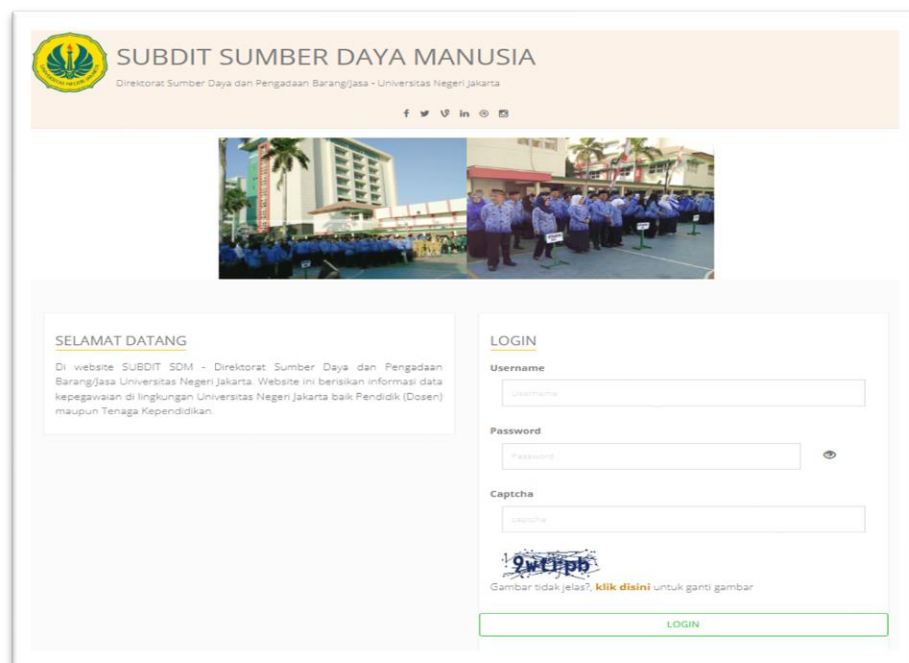 SUBDIT SUMBER DAYA MANUSIA
Direktorat Sumber Daya dan Pengadaan Barang/Jasa - Universitas Negeri Jakarta
SELAMAT DATANG
Di website SUBDIT SDM - Direktorat Sumber Daya dan Pengadaan
Barang/Jasa Universitas Negeri Jakarta. Website ini berisikan informasi data
kepegawaian di lingkungan Universitas Negeri Jakarta baik Pendidik (Dosen)
maupun Tenaga Kependidikan.
LOGIN
Username
Username
Password
Password
Captcha
captcha
9wtrpb
Gambar tidak jelas?, klik disini untuk ganti gambar
LOGIN